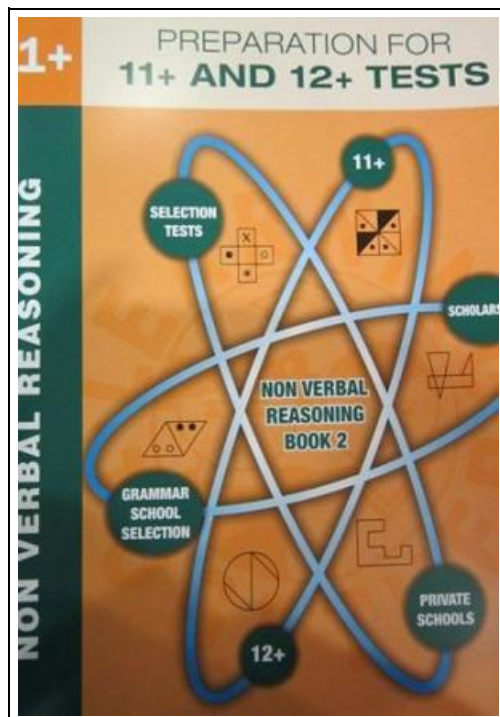 1+
PREPARATION FOR
11+ AND 12+ TESTS
NON VERBAL REASONING
11+
SELECTION
TESTS
X
SCHOLARS
NON VERBAL
REASONING
BOOK 2
GRAMMAR
SCHOOL
SELECTION
PRIVATE
SCHOOLS
12+